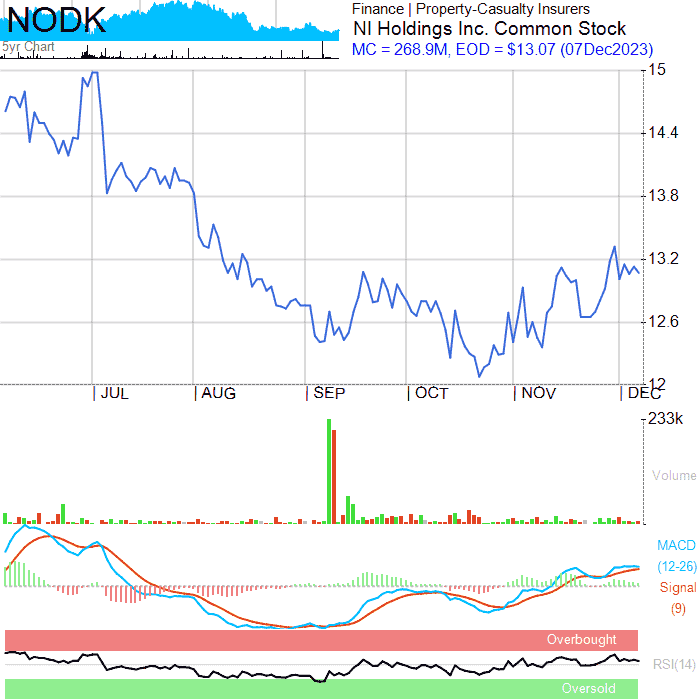 NODK
5yr Chart
Finance | Property-Casualty Insurers
NI Holdings Inc. Common Stock
MC = 268.9M, EOD = $13.07 (07Dec2023)
15
14.4
13.8
13.2
12.6
12
JUL AUG SEP OCT NOV DEC
233k
Volume
MACD
(12-26)
Signal
(9)
Overbought
RSI(14)
Oversold